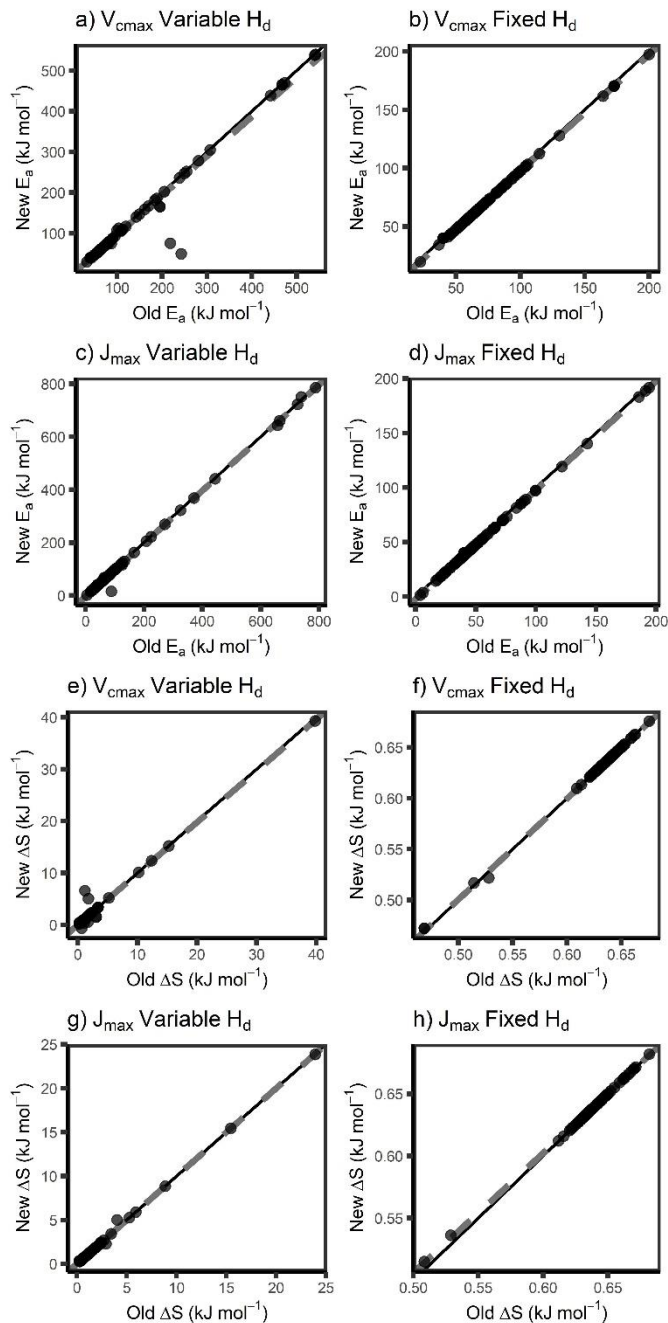 a) Vcmax Variable Hd
b) Vcmax Fixed Hd
New Ea (kJ mol⁻¹)
500
400
300
200
100
100 200 300 400 500
Old Ea (kJ mol⁻¹)
New Ea (kJ mol⁻¹)
200
150
100
50
50 100 150 200
Old Ea (kJ mol⁻¹)
c) Jmax Variable Hd
d) Jmax Fixed Hd
New Ea (kJ mol⁻¹)
800
600
400
200
0
0 200 400 600 800
Old Ea (kJ mol⁻¹)
New Ea (kJ mol⁻¹)
200
150
100
50
0
0 50 100 150 200
Old Ea (kJ mol⁻¹)
e) Vcmax Variable Hd
f) Vcmax Fixed Hd
New ΔS (kJ mol⁻¹)
40
30
20
10
0
0 10 20 30 40
Old ΔS (kJ mol⁻¹)
New ΔS (kJ mol⁻¹)
0.65
0.60
0.55
0.50
0.50 0.55 0.60 0.65
Old ΔS (kJ mol⁻¹)
g) Jmax Variable Hd
h) Jmax Fixed Hd
New ΔS (kJ mol⁻¹)
25
20
15
10
5
0
0 5 10 15 20 25
Old ΔS (kJ mol⁻¹)
New ΔS (kJ mol⁻¹)
0.65
0.60
0.55
0.50 0.55 0.60 0.65
Old ΔS (kJ mol⁻¹)